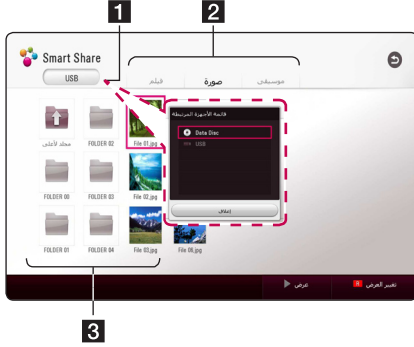 1
2
Smart Share
USB
فيلم
صورة
موسيقى
قائمة الأجهزة المرتبطة
Data Disc
USB
إغلاق
مجلد لأعلى
FOLDER 02
File 01.jpg
FOLDER 00
FOLDER 03
File 02.jpg
FOLDER 01
FOLDER 04
File 03.jpg
File 06.jpg
عرض
تغيير العرض
3